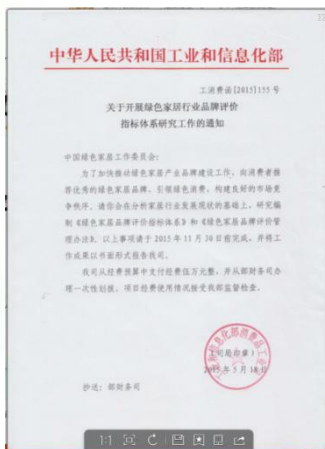 中华人民共和国工业和信息化部
工消费函[2015]155号
关于开展绿色家居行业品牌评价
指标体系研究工作的通知
中国绿色家居工作委员会:
为了加快推动绿色家居产业品牌建设工作,向消费者推
荐优秀的绿色家居品牌,引领绿色消费,构建良好的市场竞
争秩序,请你会在分析家居行业发展现状的基础上,研究编
制《绿色家居品牌评价指标体系》和《绿色家居品牌评价管
理办法》。以上事项请于2015年11月30日前完成,并将工
作成果以书面形式报告我司。
我司从经费预算中支付经费伍万元整,并从部财务司办
理一次性划拨,项目经费使用情况接受我部监督检查。
(司局印章)
2015年5月18日
抄送:部财务司
1:1